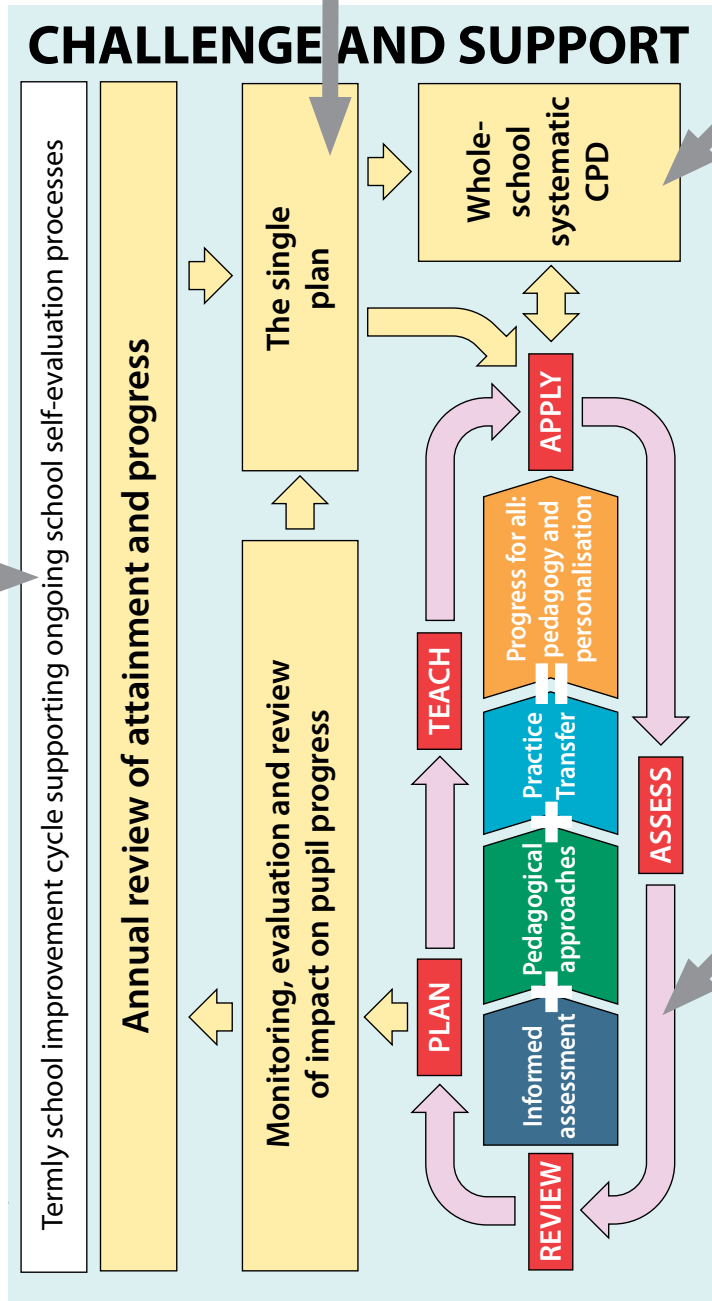 CHALLENGE AND SUPPORT
Termly school improvement cycle supporting ongoing school self-evaluation processes
Annual review of attainment and progress
Monitoring, evaluation and review
of impact on pupil progress
The single
plan
Whole-
school
systematic
CPD
PLAN
TEACH
APPLY
ASSESS
REVIEW
Informed
assessment
+
Pedagogical
approaches
+
Practice
Transfer
=
Progress for all:
pedagogy and
personalisation